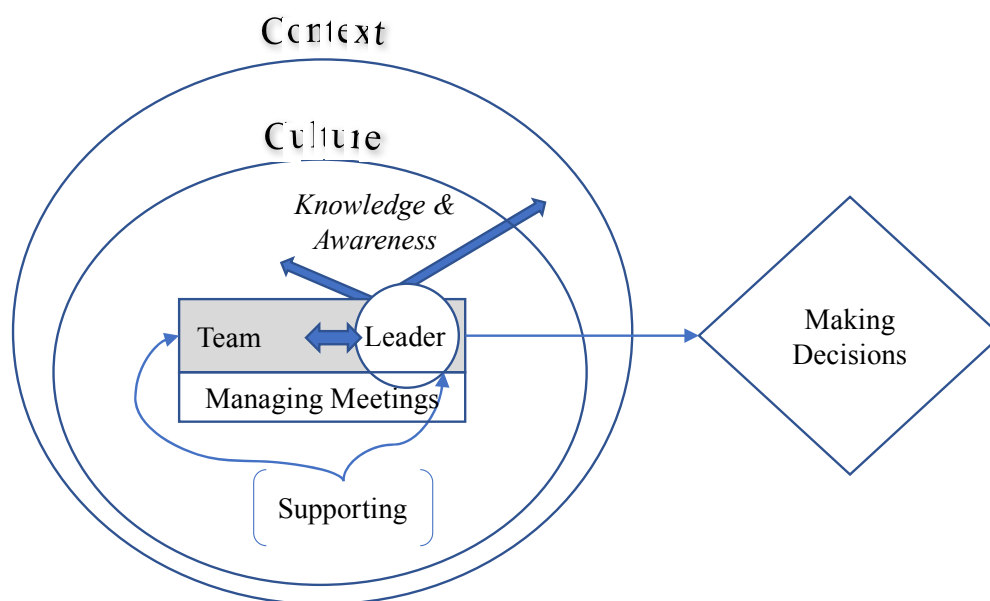 Context
Culture
Knowledge &
Awareness
Team
Leader
Managing Meetings
Supporting
Making
Decisions